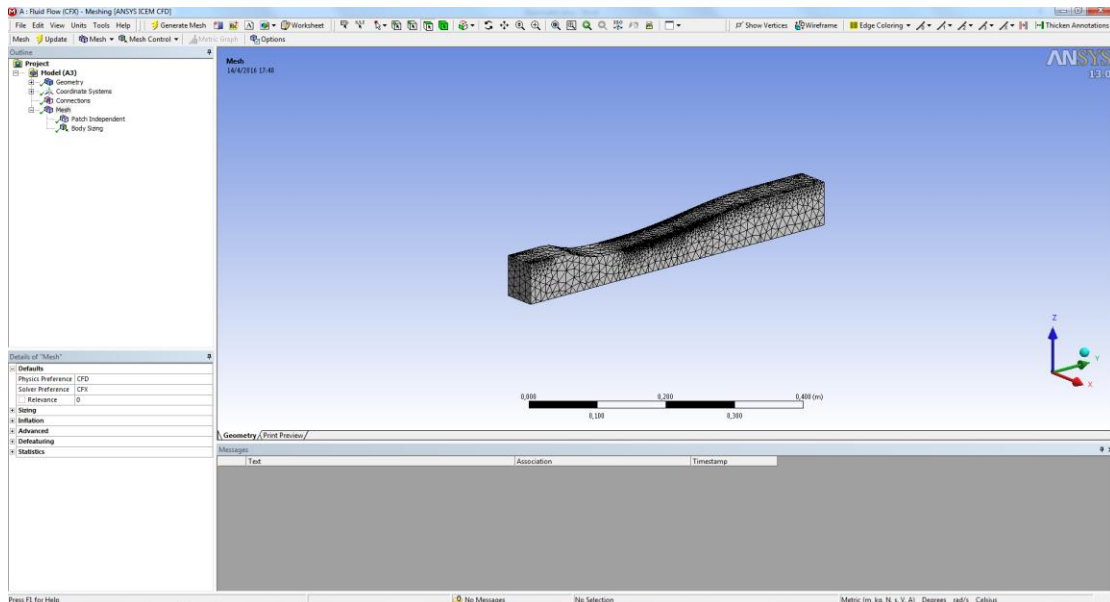 A : Fluid Flow (CFX) - Meshing [ANSYS ICEM CFD]
File Edit View Units Tools Help Generate Mesh Worksheet Show Vertices Wireframe Edge Coloring Thicken Annotations
Mesh Update Mesh Mesh Control Metric Graph Options
Outline
Project
Model (A3)
Geometry
Coordinate Systems
Connections
Mesh
Patch Independent
Body Sizing
Mesh
14/4/2016 17:48
ANSYS
13.0
Z
Y
X
0,000 0,200 0,400 (m)
0,100 0,300
Geometry Print Preview
Details of "Mesh"
Defaults
Physics Preference CFD
Solver Preference CFX
Relevance 0
Sizing
Inflation
Advanced
Defeaturing
Statistics
Messages
Text Association Timestamp
Press F1 for Help No Messages No Selection Metric (m, kg, N, s, V, A) Degrees rad/s Celsius